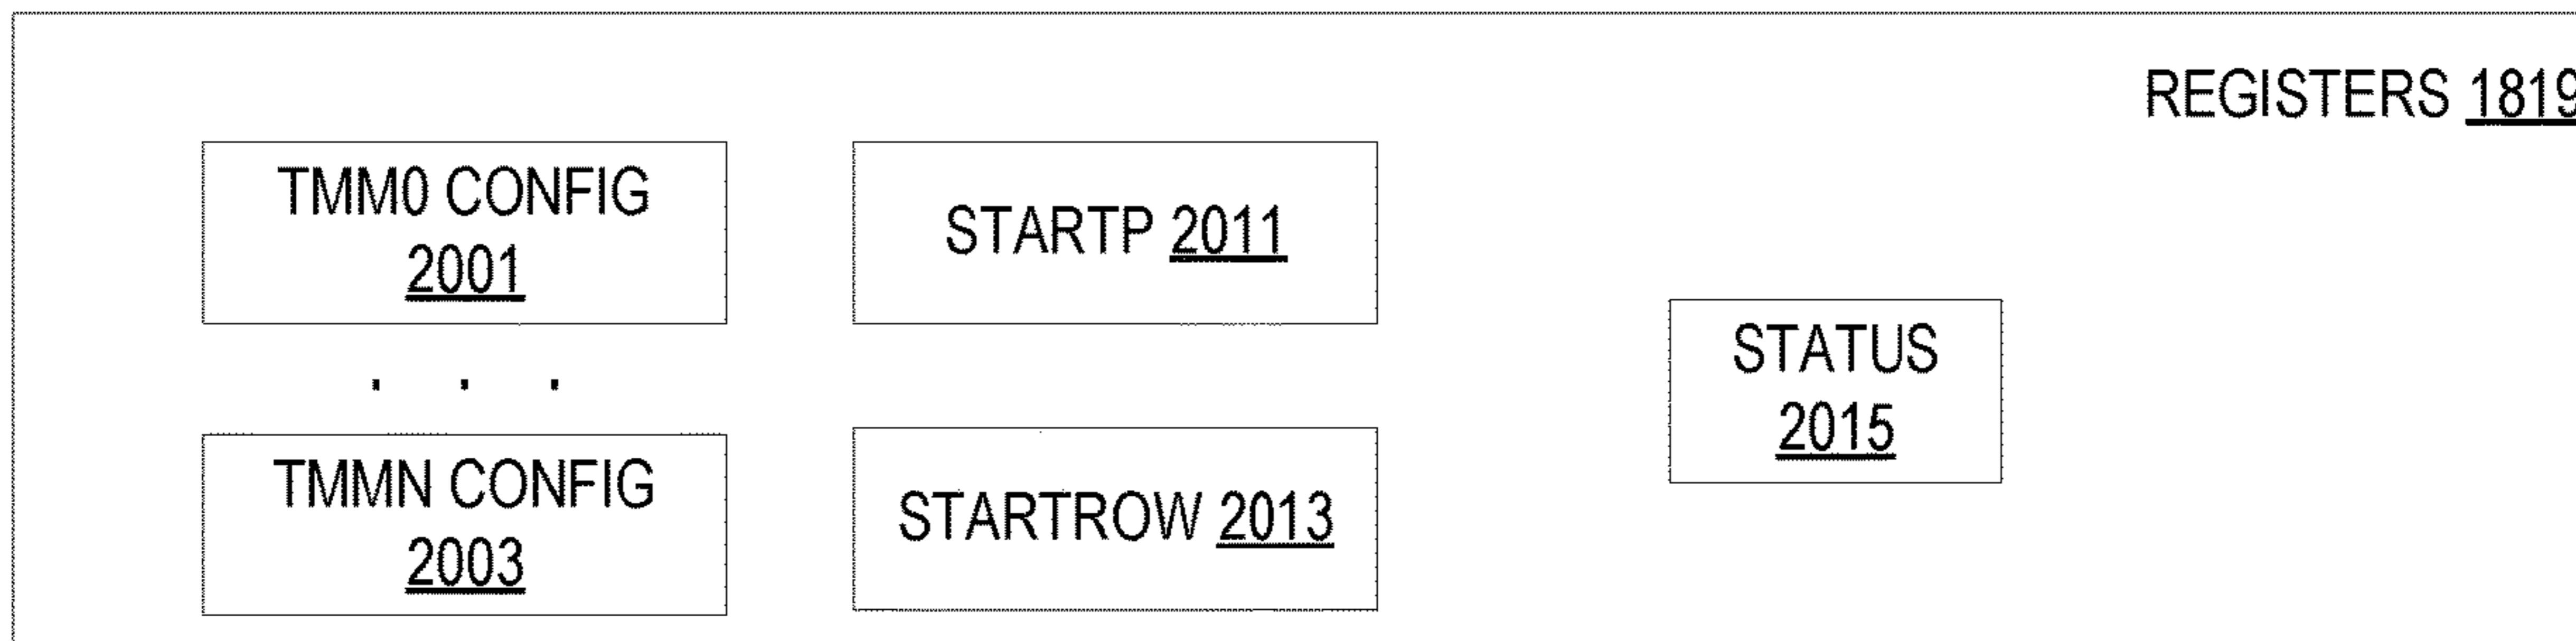 REGISTERS 1819
TMM0 CONFIG
2001
STARTP 2011
. . .
TMMN CONFIG
2003
STARTROW 2013
STATUS
2015